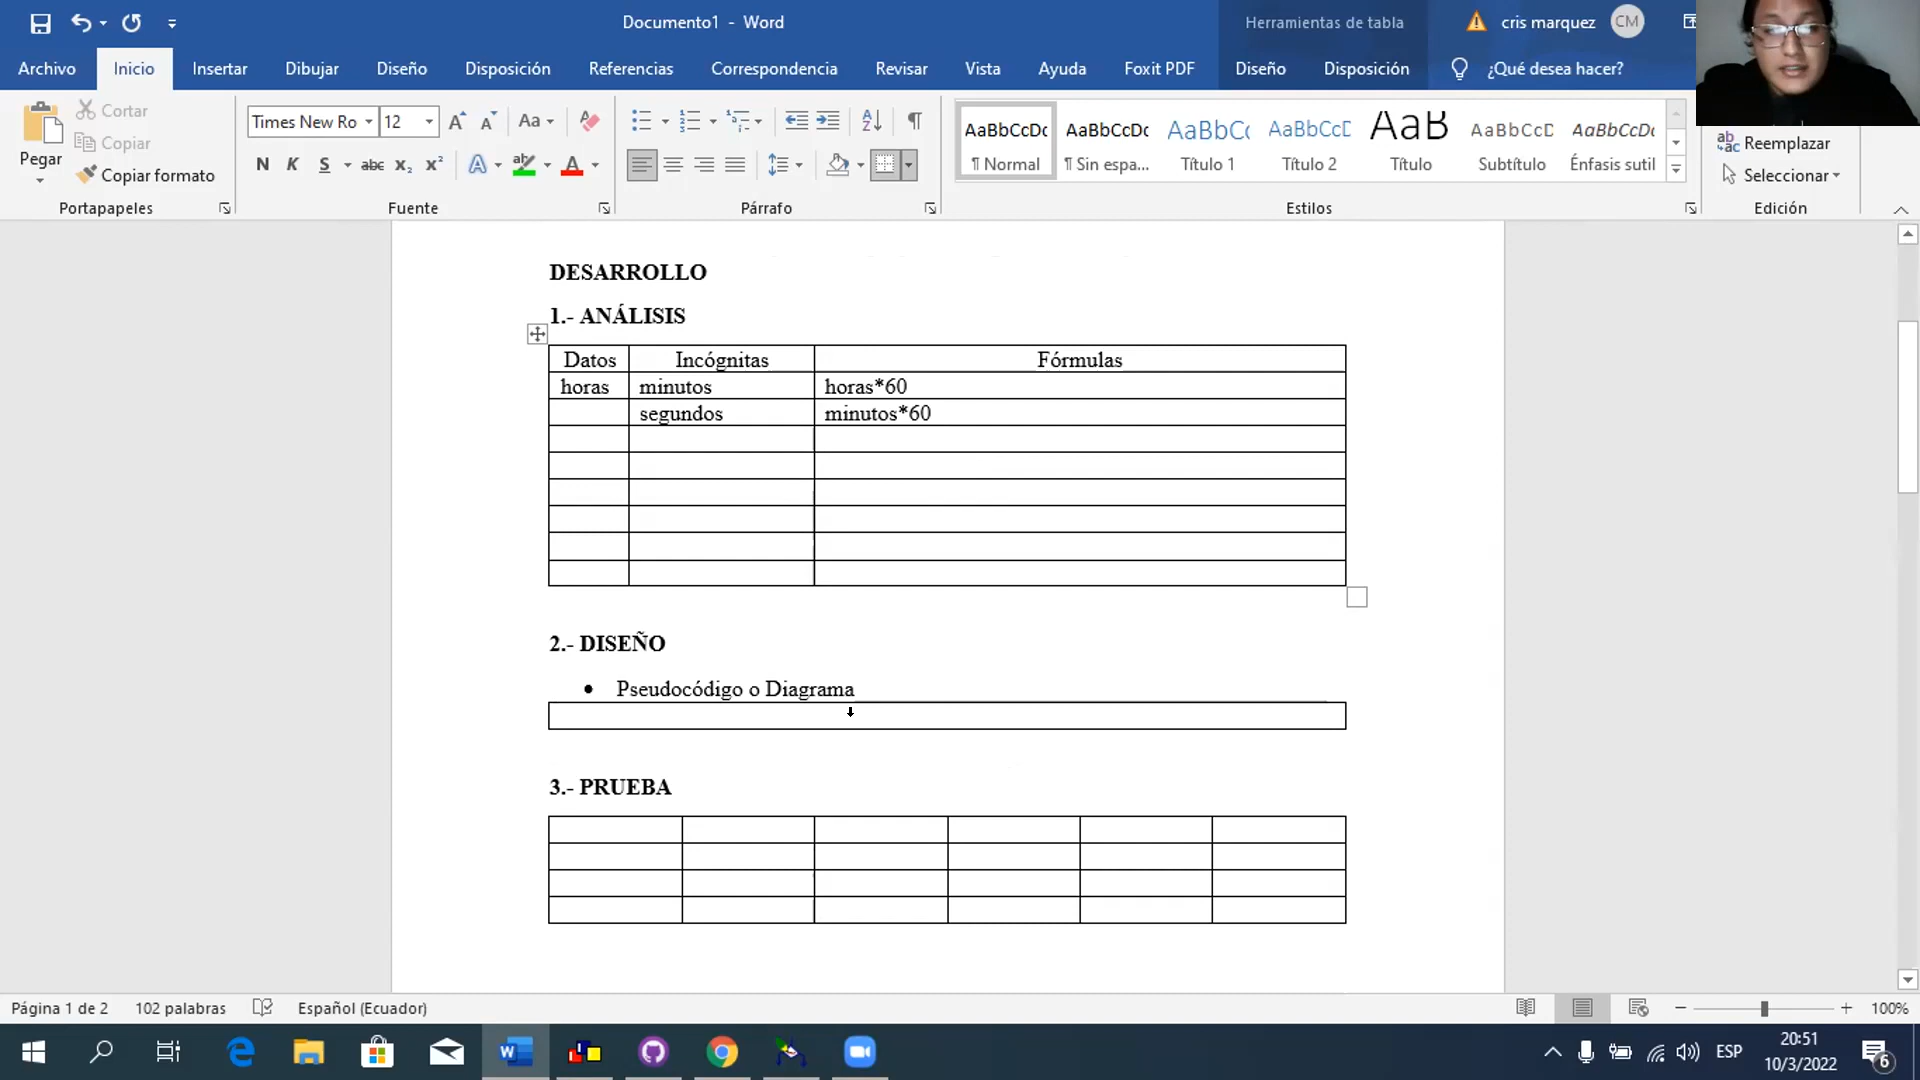 Documento1 - Word
Herramientas de tabla
cris marquez
CM
Archivo Inicio Insertar Dibujar Diseño Disposición Referencias Correspondencia Revisar Vista Ayuda Foxit PDF Diseño Disposición ¿Qué desea hacer?
Pegar
Cortar
Copiar
Copiar formato
Portapapeles
Times New Ro 12
Aa
N K S abc x₂ x² A ab A
Fuente
Párrafo
AaBbCcDc AaBbCcDc AaBbCc AaBbCcD AaB AaBbCcD AaBbCcDc
¶ Normal ¶ Sin espa... Título 1 Título 2 Título Subtítulo Énfasis sutil
Estilos
Reemplazar
Seleccionar
Edición
DESARROLLO
1.- ANÁLISIS
Datos Incógnitas Fórmulas
horas minutos horas*60
segundos minutos*60
2.- DISEÑO
• Pseudocódigo o Diagrama
3.- PRUEBA
Página 1 de 2 102 palabras Español (Ecuador)
100%
ESP
20:51
10/3/2022
6